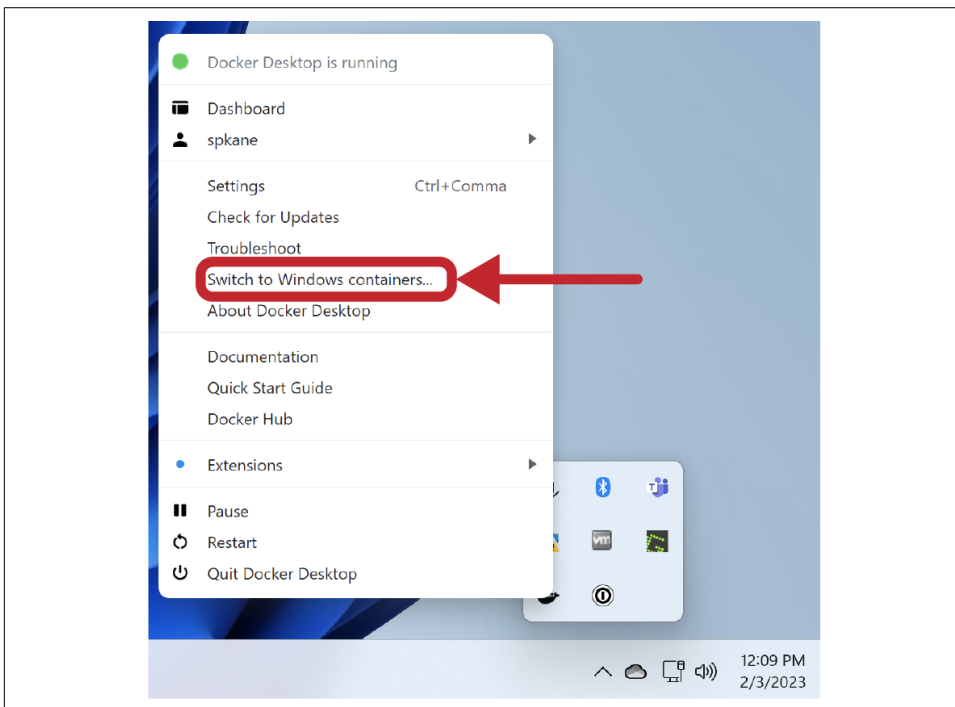 Docker Desktop is running
Dashboard
spkane
Settings Ctrl+Comma
Check for Updates
Troubleshoot
Switch to Windows containers...
About Docker Desktop
Documentation
Quick Start Guide
Docker Hub
Extensions
Pause
Restart
Quit Docker Desktop
vm
12:09 PM
2/3/2023